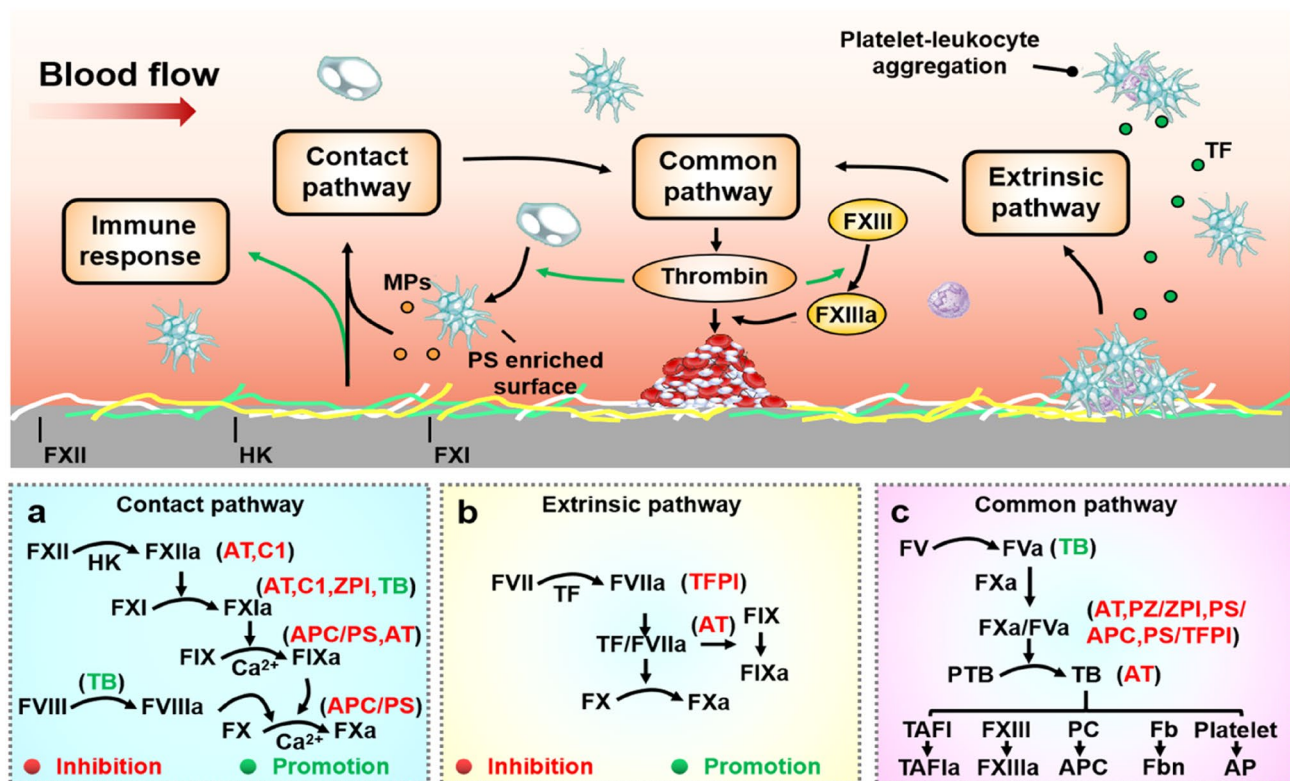 Blood flow
Platelet-leukocyte
aggregation
TF
Contact
pathway
Common
pathway
Extrinsic
pathway
Immune
response
FXIII
Thrombin
FXIIIa
MPs
PS enriched
surface
FXII
HK
FXI
a
Contact pathway
FXII
HK
FXIIa
(AT,C1)
FXI
FXIa
(AT,C1,ZPI,TB)
FIX
Ca2+
FIXa
(APC/PS,AT)
(TB)
FVIII
FVIIIa
FX
Ca2+
FXa
(APC/PS)
Inhibition
Promotion
b
Extrinsic pathway
FVII
TF
FVIIa
(TFPI)
TF/FVIIa
(AT)
FIX
FIXa
FX
FXa
Inhibition
Promotion
c
Common pathway
FV
FVa (TB)
FXa
FXa/FVa
(AT,PZ/ZPI,PS/
APC,PS/TFPI)
PTB
TB
(AT)
TAFI FXIII PC Fb Platelet
TAFIa FXIIIa APC Fbn AP